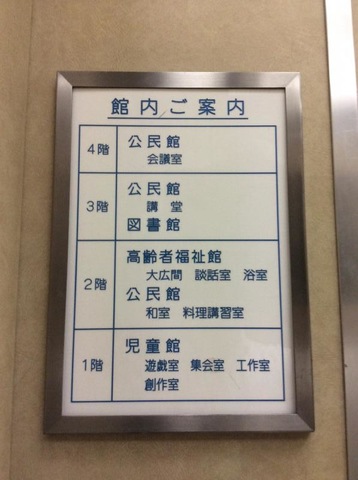 館内ご案内
4階
公民館
会議室
3階
公民館
講堂
図書館
2階
高齢者福祉館
大広間 談話室 浴室
公民館
和室 料理講習室
1階
児童館
遊戯室 集会室 工作室
創作室